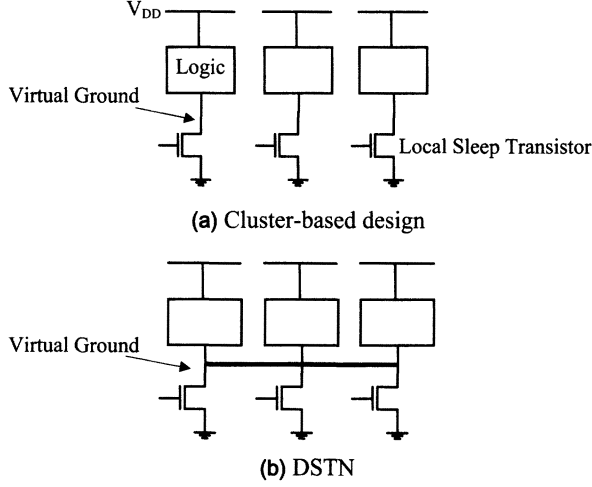 VDD
Logic
Virtual Ground
Local Sleep Transistor
(a) Cluster-based design
Virtual Ground
(b) DSTN